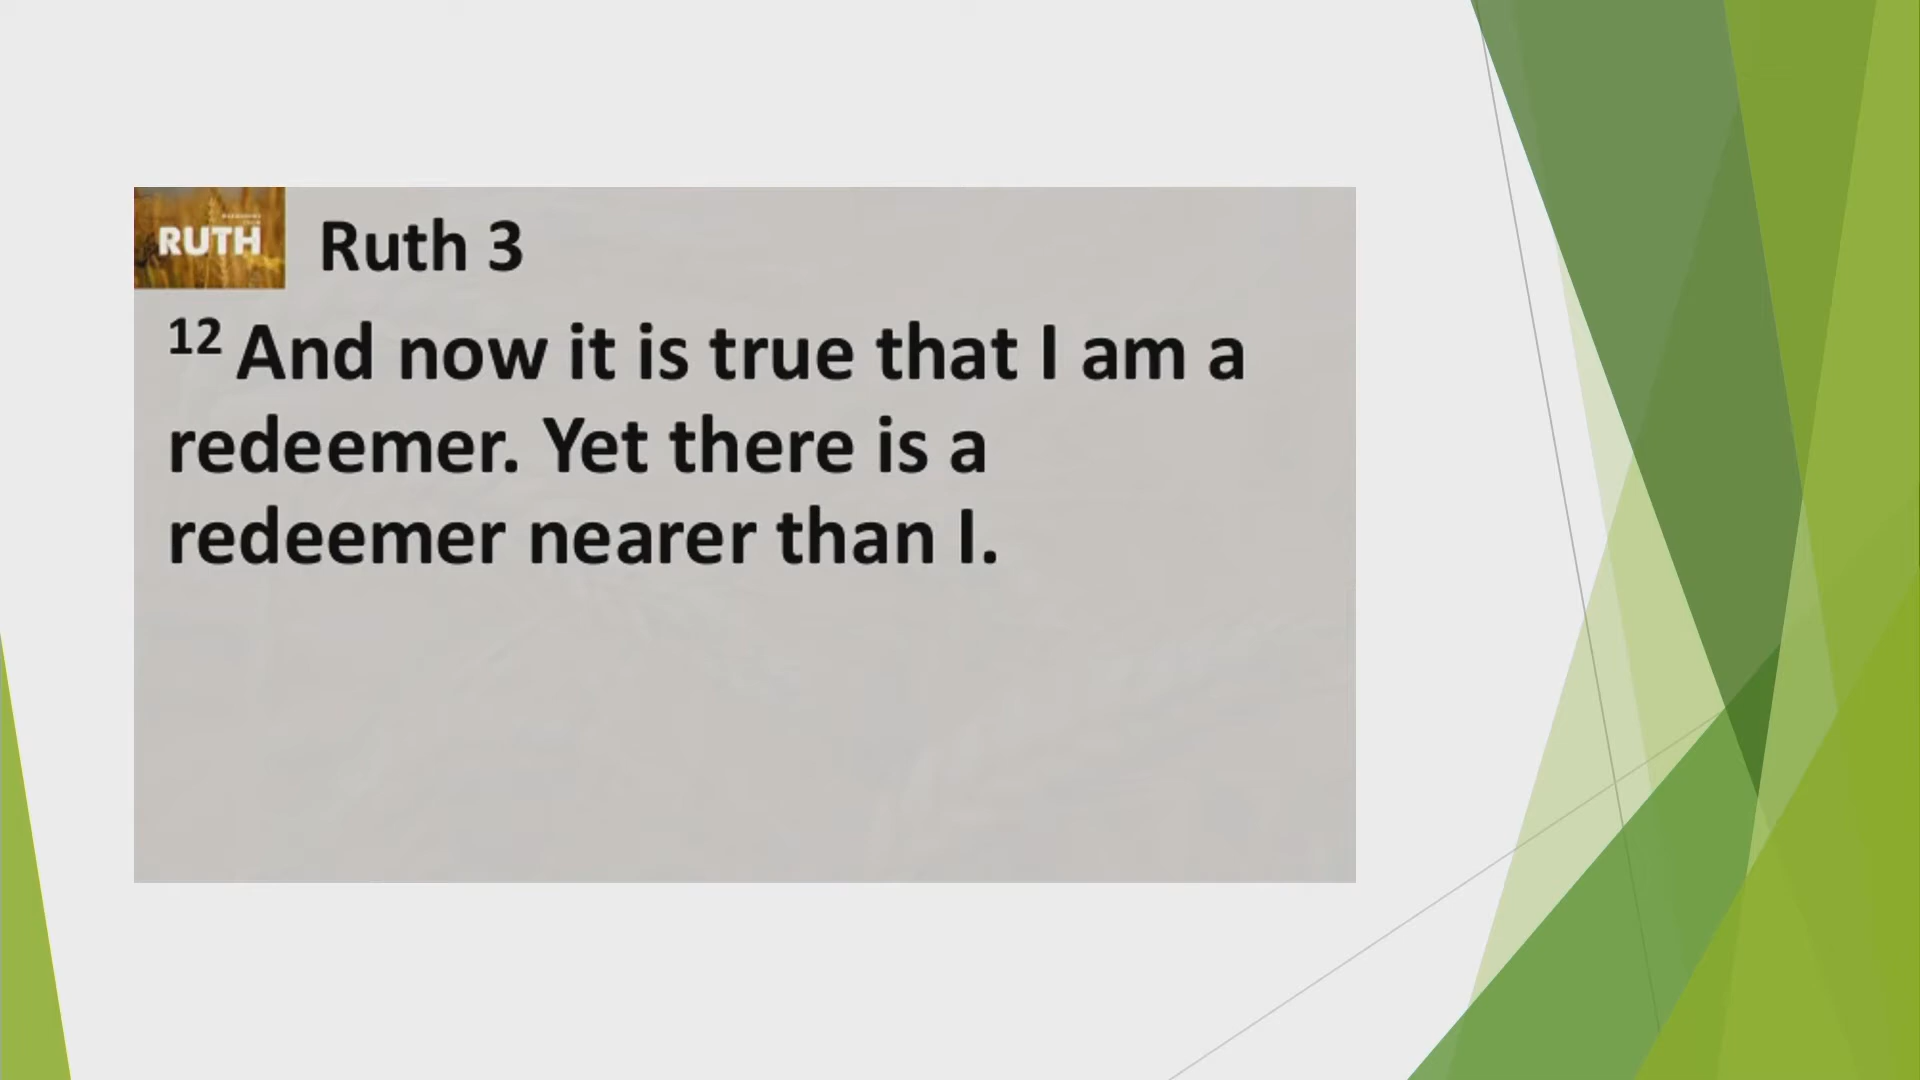 RUTH
Ruth 3
12 And now it is true that I am a
redeemer. Yet there is a
redeemer nearer than I.